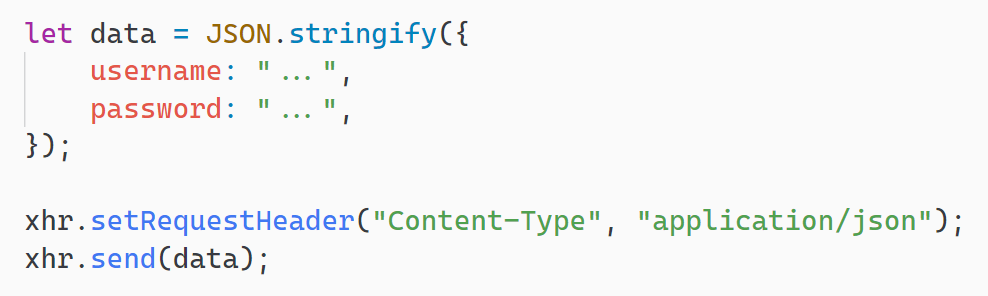 let data = JSON.stringify({
    username: "...",
    password: "...",
});
xhr.setRequestHeader("Content-Type", "application/json");
xhr.send(data);